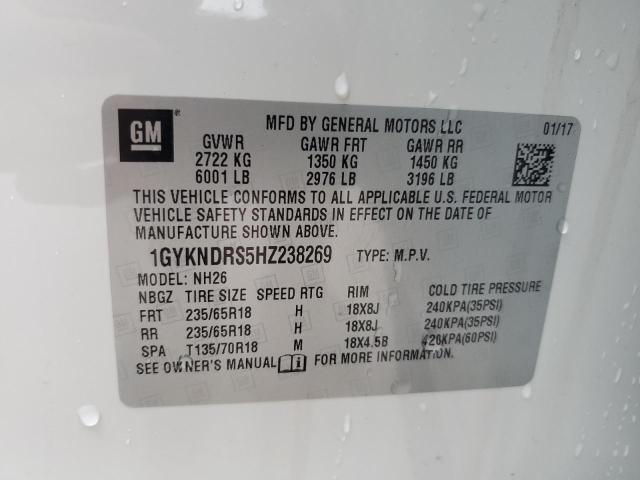 GM
MFD BY GENERAL MOTORS LLC 01/17
GVWR GAWR FRT GAWR RR
2722 KG 1350 KG 1450 KG
6001 LB 2976 LB 3196 LB
THIS VEHICLE CONFORMS TO ALL APPLICABLE U.S. FEDERAL MOTOR
VEHICLE SAFETY STANDARDS IN EFFECT ON THE DATE OF
MANUFACTURE SHOWN ABOVE.
1GYKNDRS5HZ238269 TYPE: M.P.V.
MODEL: NH26
NBGZ TIRE SIZE SPEED RTG RIM COLD TIRE PRESSURE
FRT 235/65R18 H 18X8J 240KPA(35PSI)
RR 235/65R18 H 18X8J 240KPA(35PSI)
SPA T135/70R18 M 18X4.5B 420KPA(60PSI)
SEE OWNER'S MANUAL FOR MORE INFORMATION.